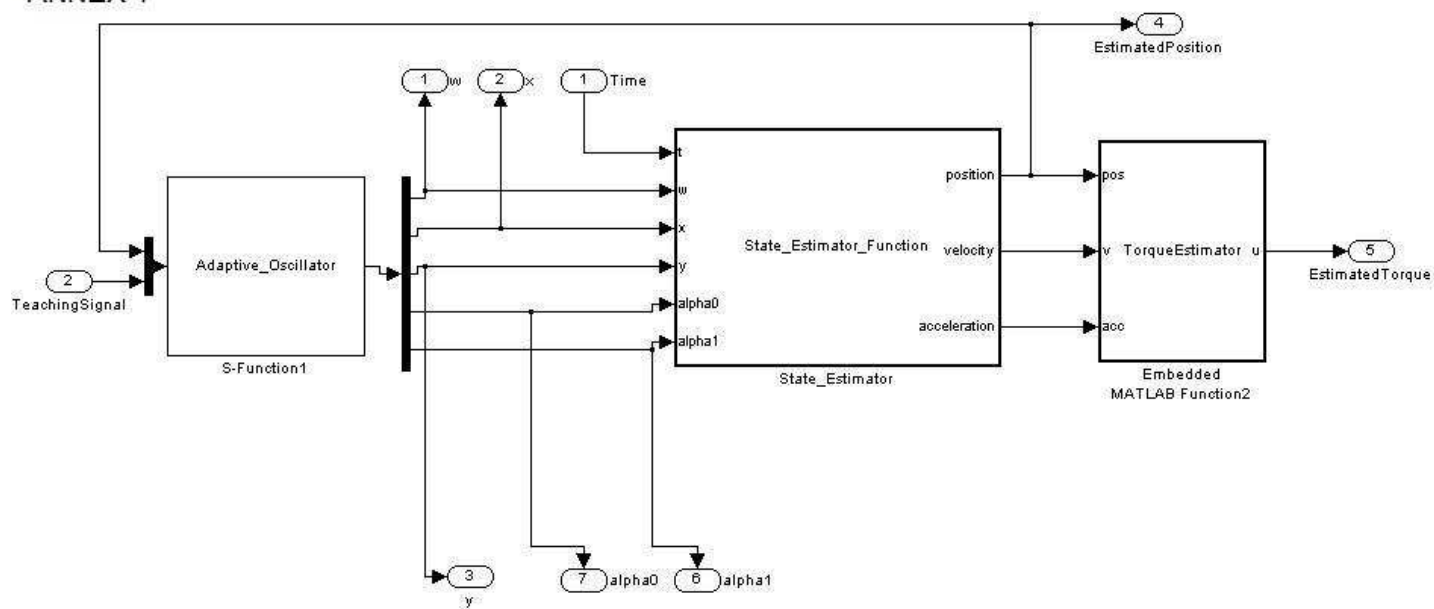 4
EstimatedPosition
1 w
2 x
1 Time
t
w
x
y
alpha0
alpha1
State_Estimator_Function
position
velocity
acceleration
State_Estimator
pos
v
acc
TorqueEstimator u
Embedded
MATLAB Function2
5
EstimatedTorque
Adaptive_Oscillator
S-Function1
2
TeachingSignal
3
y
7 alpha0
6 alpha1